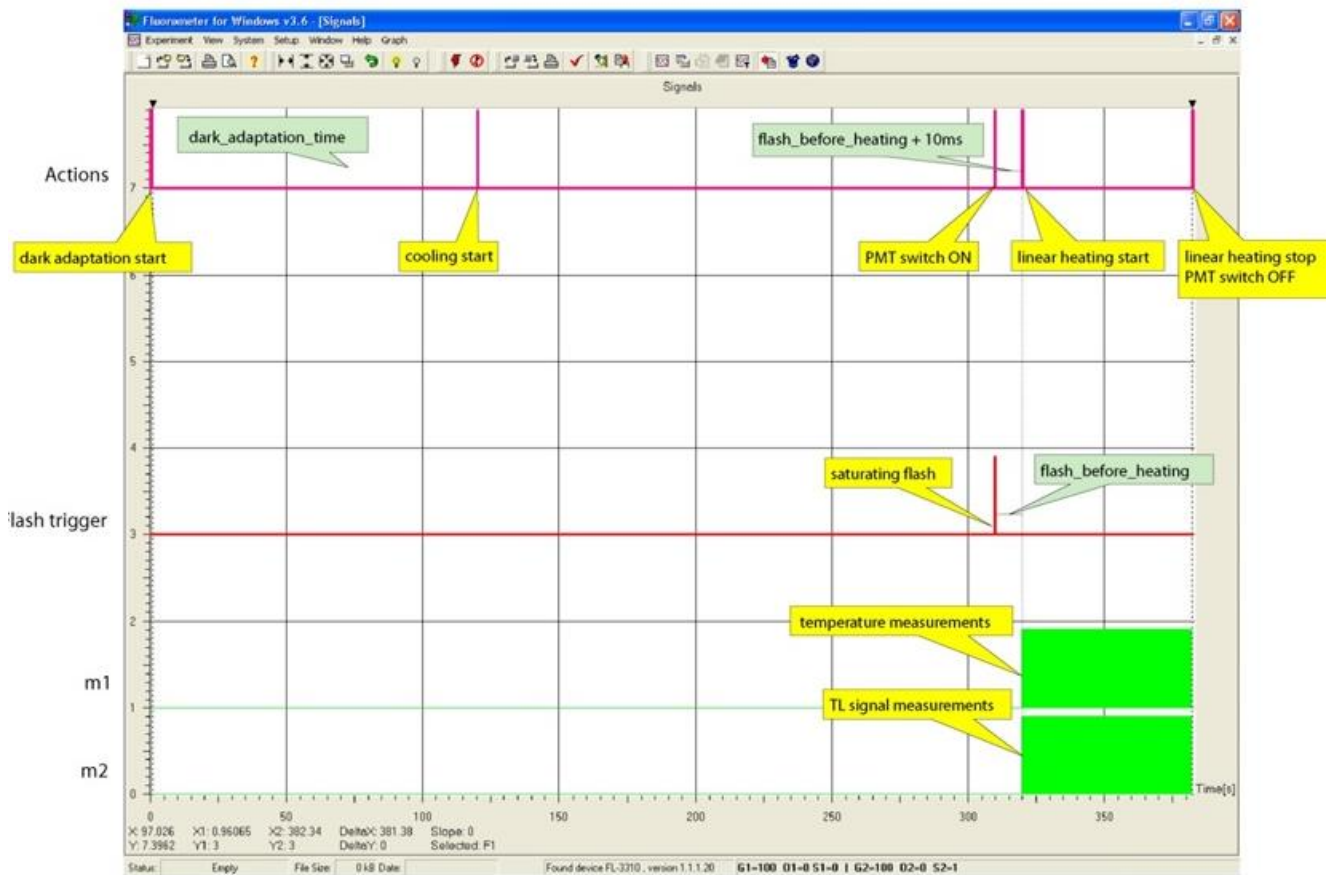 Fluorometer for Windows v3.6 - [Signals]
Experiment View System Setup Window Help Graph
Signals
dark_adaptation_time
flash_before_heating + 10ms
Actions
7
dark adaptation start
cooling start
PMT switch ON
linear heating start
linear heating stop
PMT switch OFF
6
5
4
saturating flash
flash_before_heating
lash trigger
3
2
temperature measurements
m1
1
TL signal measurements
m2
0
Time[s]
0 50 100 150 200 250 300 350
X: 97.026 X1: 0.96065 X2: 382.34 DeltaX: 381.38 Slope: 0
Y: 7.3962 Y1: 3 Y2: 3 DeltaY: 0 Selected: F1
Status: Empty File Size: 0 kB Date: Found device FL-3310 , version 1.1.1.20 G1=100 O1=0 S1=0 | G2=100 O2=0 S2=1